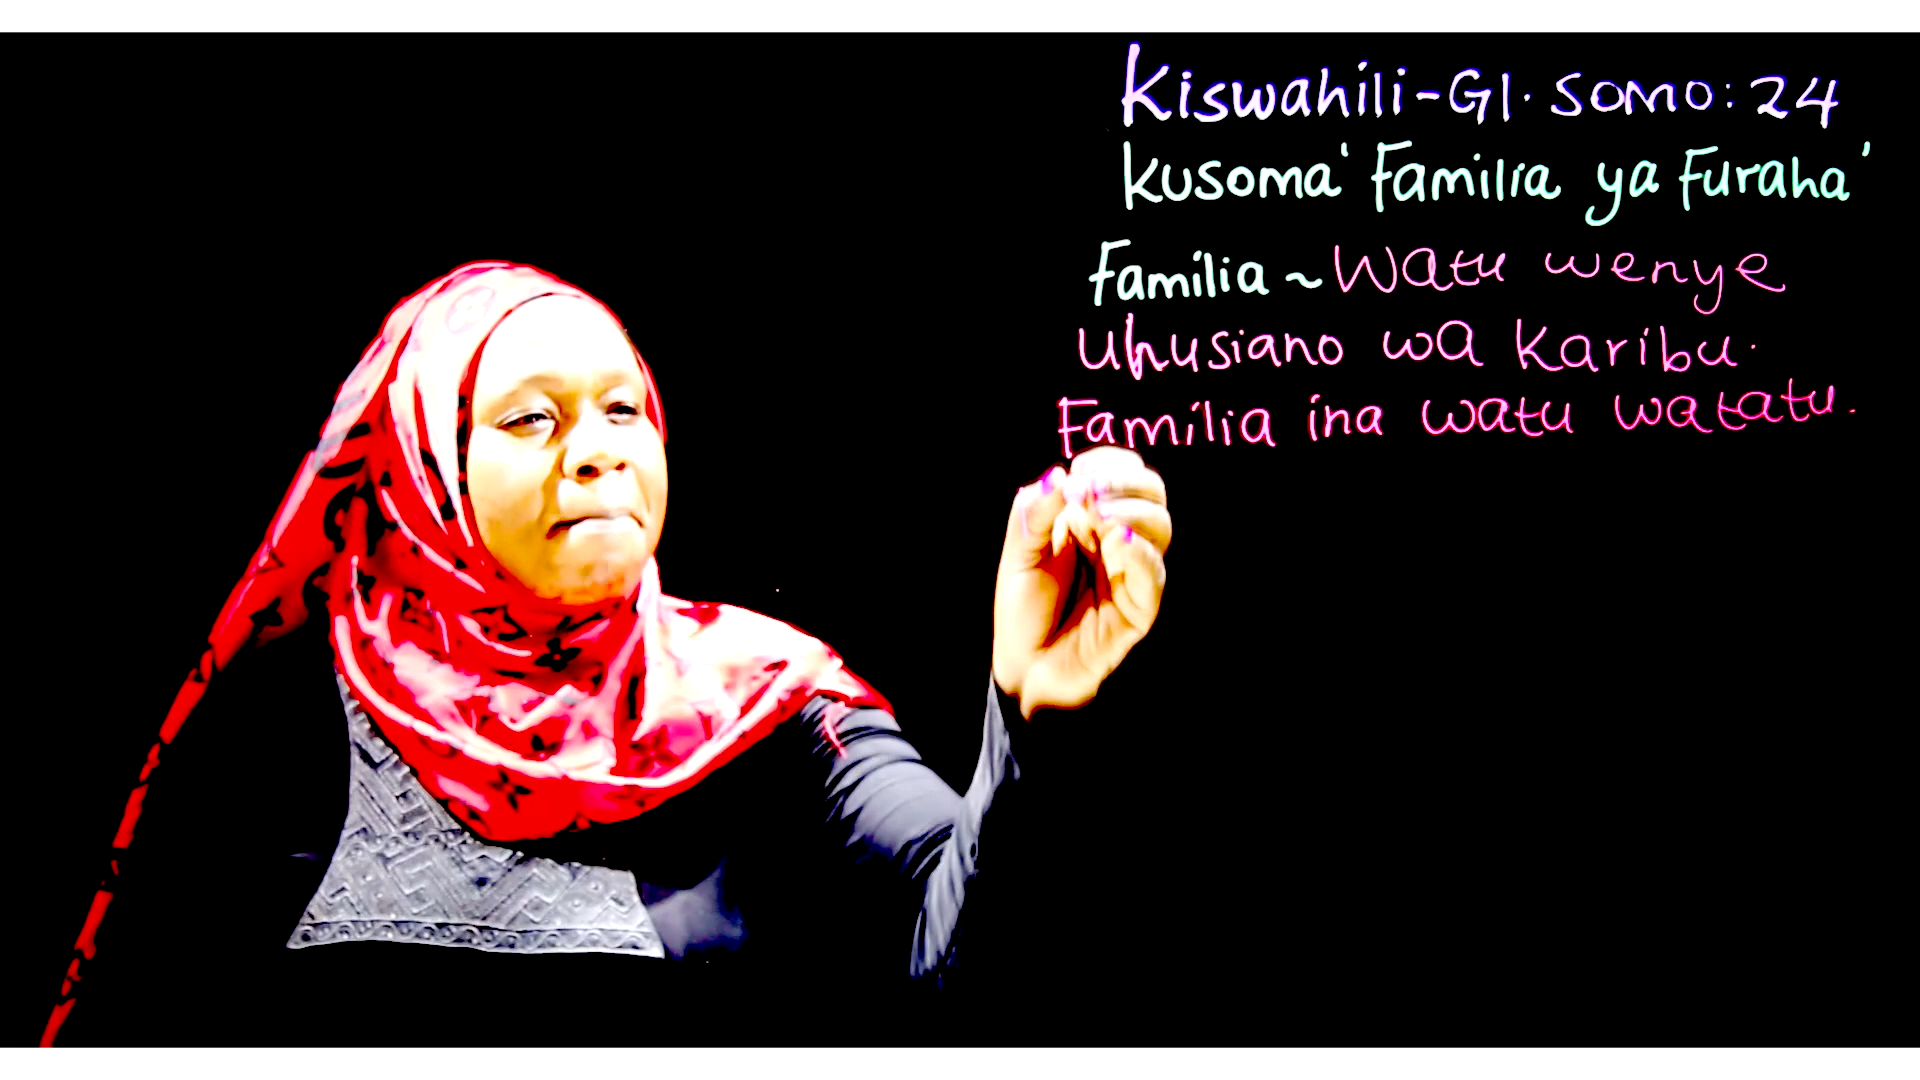 Kiswahili-G1. SOMO: 24
Kusoma 'Familia ya Furaha'
Familia ~ Watu wenye
Uhusiano wa Karibu.
Familia ina watu watatu.